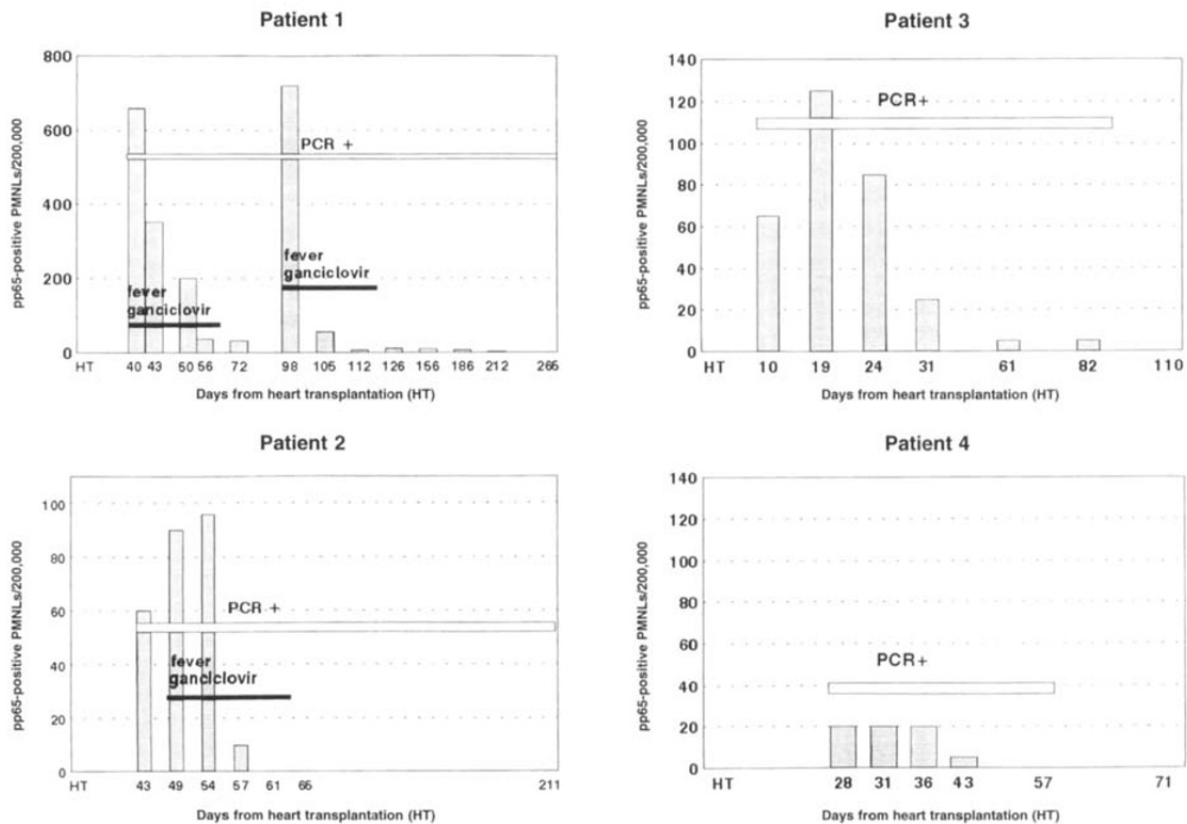 Patient 1
800
600
400
200
0
pp65-positive PMNLs/200,000
PCR +
fever
ganciclovir
fever
ganciclovir
HT 40 43 50 56 72 98 105 112 126 156 186 212 266
Days from heart transplantation (HT)
Patient 3
140
120
100
80
60
40
20
0
pp65-positive PMNLs/200,000
PCR+
HT 10 19 24 31 61 82 110
Days from heart transplantation (HT)
Patient 2
100
80
60
40
20
0
pp65-positive PMNLs/200,000
PCR +
fever
ganciclovir
HT 43 49 54 57 61 66 211
Days from heart transplantation (HT)
Patient 4
140
120
100
80
60
40
20
0
pp65-positive PMNLs/200,000
PCR+
HT 28 31 36 43 57 71
Days from heart transplantation (HT)